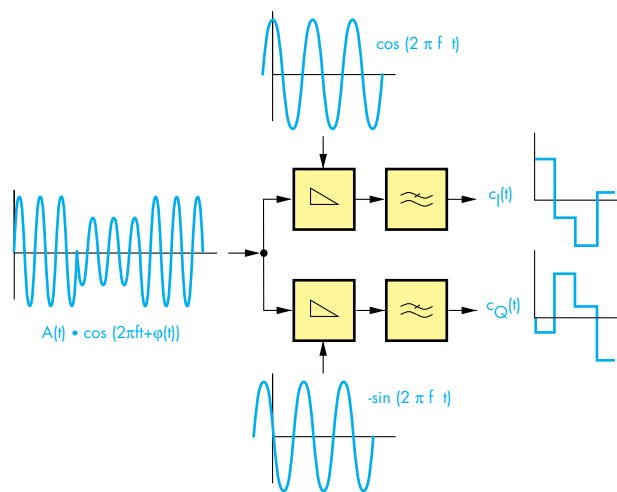 cos (2 π f t)
c_I(t)
c_Q(t)
A(t) • cos (2πft+φ(t))
-sin (2 π f t)